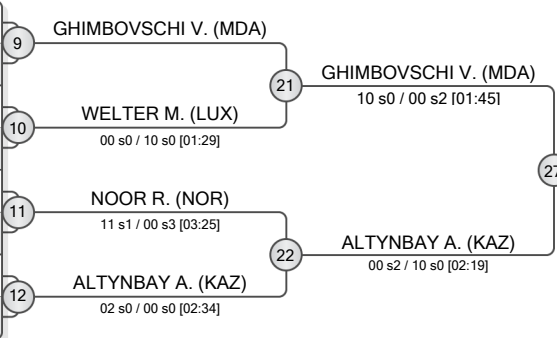 GHIMBOVSCHI V. (MDA)
9
21
GHIMBOVSCHI V. (MDA)
10 s0 / 00 s2 [01:45]
WELTER M. (LUX)
10
00 s0 / 10 s0 [01:29]
27
NOOR R. (NOR)
11
11 s1 / 00 s3 [03:25]
22
ALTYNBAY A. (KAZ)
00 s2 / 10 s0 [02:19]
ALTYNBAY A. (KAZ)
12
02 s0 / 00 s0 [02:34]